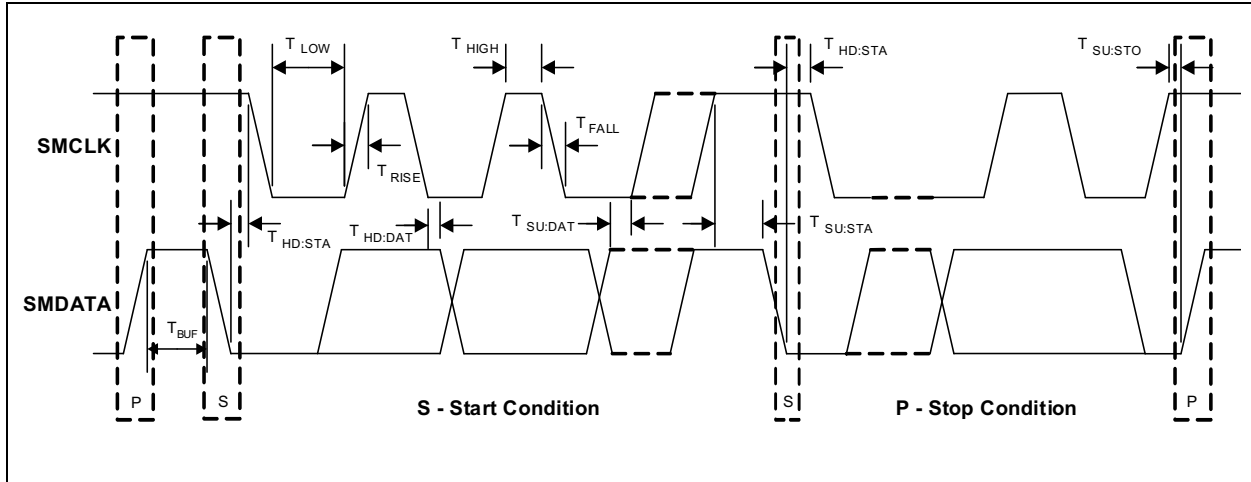 T LOW
T HIGH
T HD:STA
T SU:STO
SMCLK
T FALL
T RISE
T HD:STA
T HD:DAT
T SU:DAT
T SU:STA
SMDATA
T BUF
P
S
S - Start Condition
S
P - Stop Condition
P